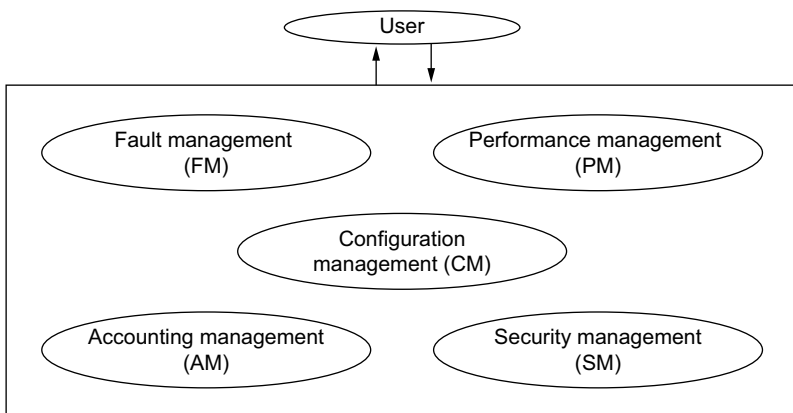 User
Fault management
(FM)
Performance management
(PM)
Configuration
management (CM)
Accounting management
(AM)
Security management
(SM)